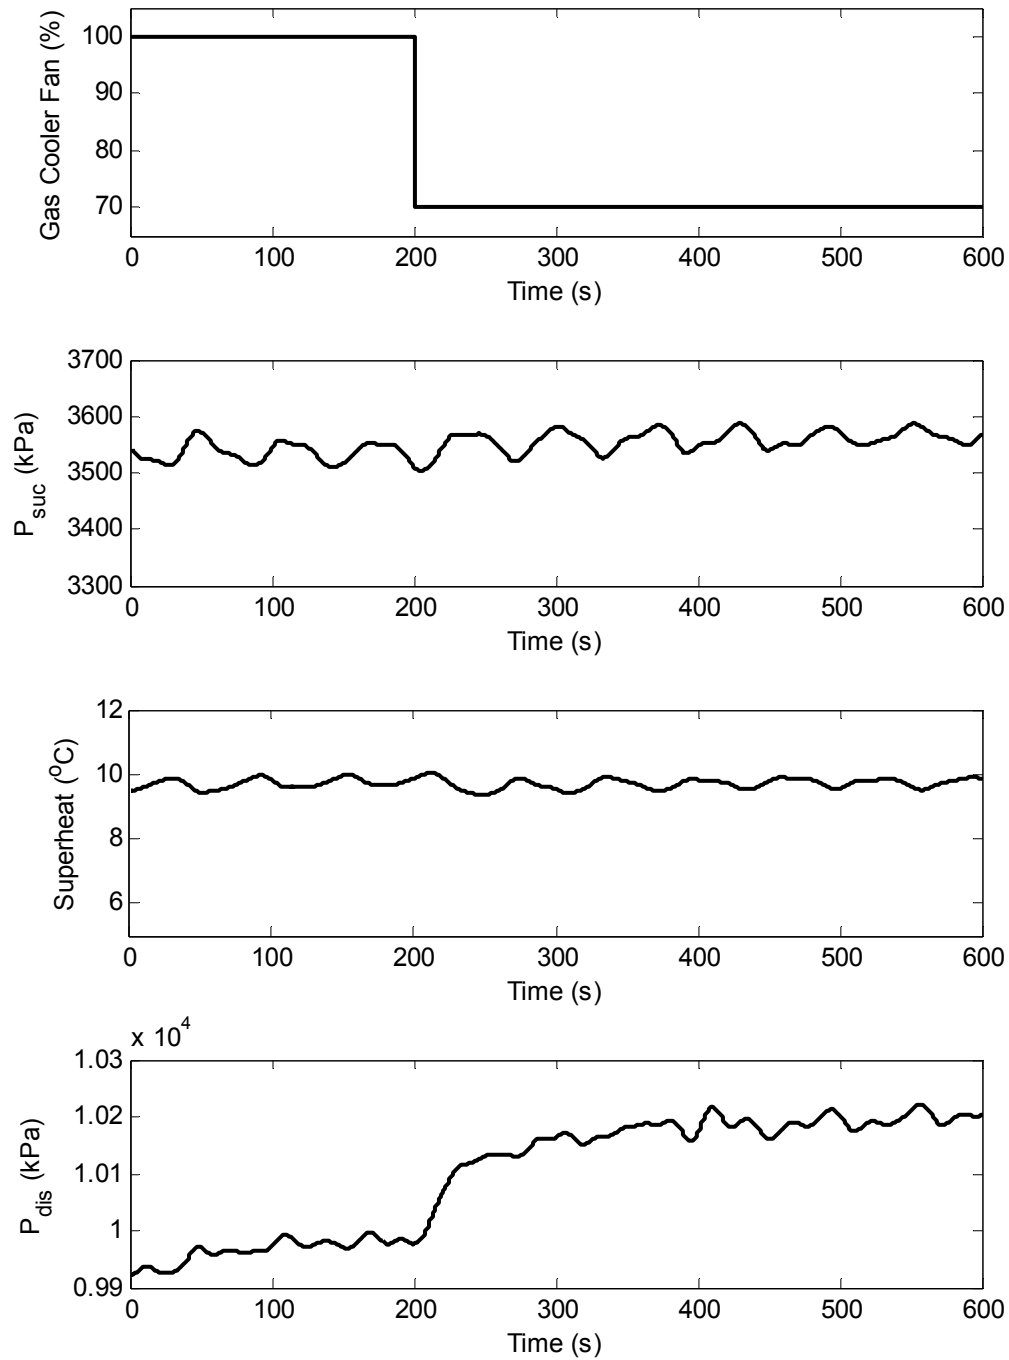 Gas Cooler Fan (%)
100
90
80
70
0 100 200 300 400 500 600
Time (s)
P_suc (kPa)
3700
3600
3500
3400
3300
0 100 200 300 400 500 600
Time (s)
Superheat (⁰C)
12
10
8
6
0 100 200 300 400 500 600
Time (s)
x 10⁴
P_dis (kPa)
1.03
1.02
1.01
1
0.99
0 100 200 300 400 500 600
Time (s)